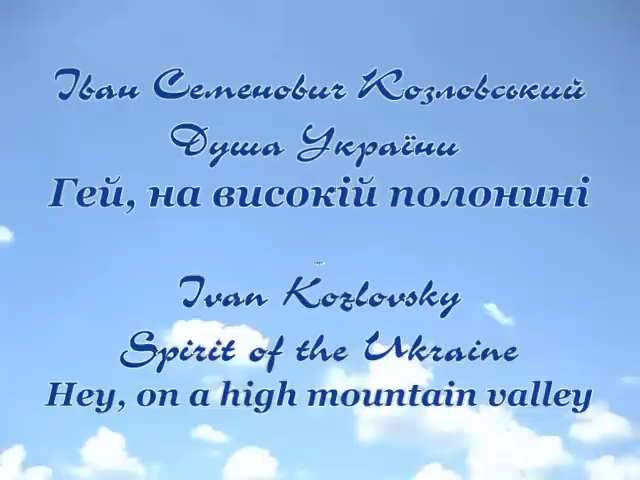 Іван Семенович Козловський
Душа України
Гей, на високій полонині
Ivan Kozlovsky
Spirit of the Ukraine
Hey, on a high mountain valley